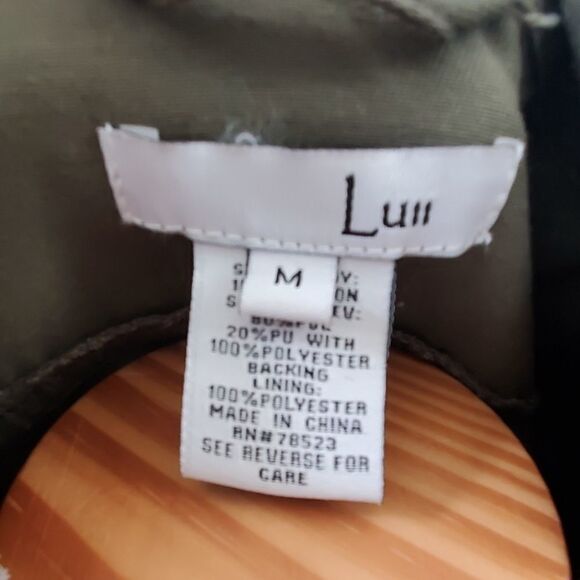 Luii
M
20%PU WITH
100%POLYESTER
BACKING
LINING:
100%POLYESTER
MADE IN CHINA
RN#78523
SEE REVERSE FOR
CARE